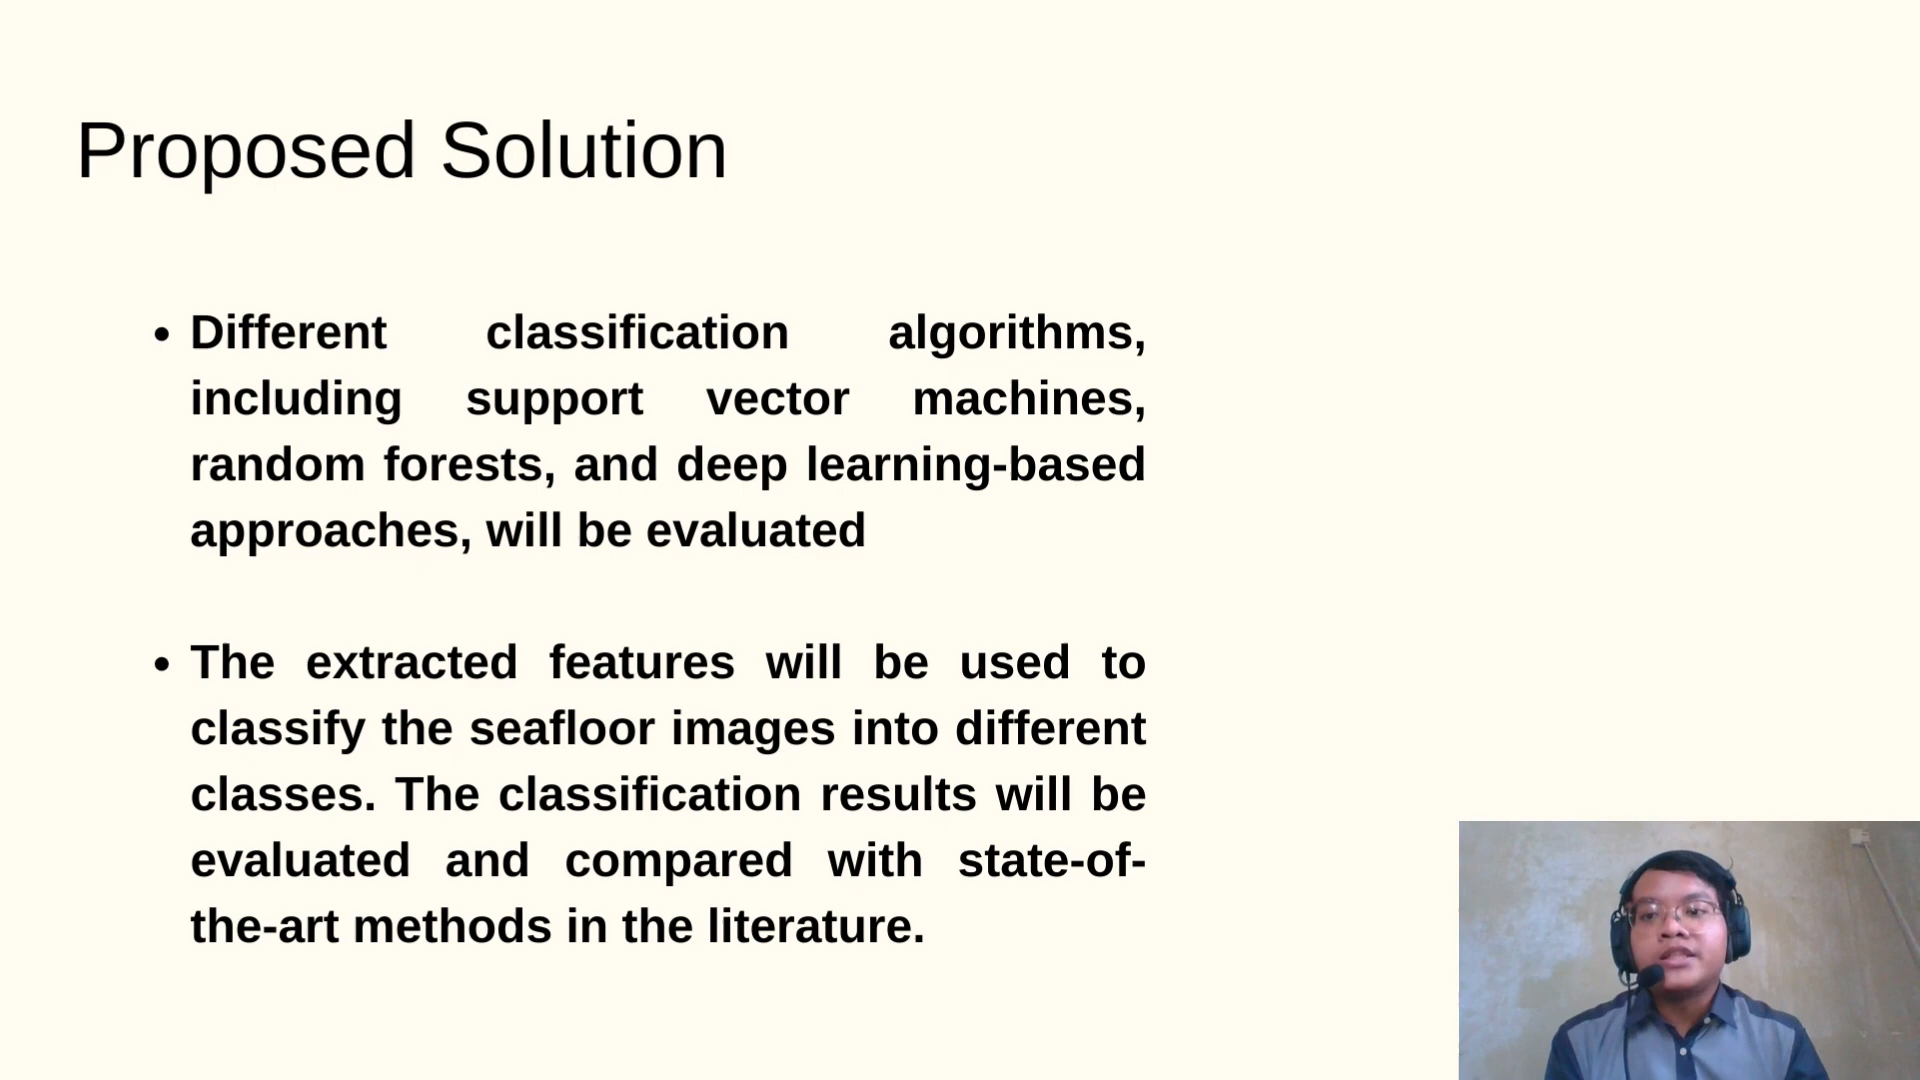 Proposed Solution
• Different classification algorithms,
including support vector machines,
random forests, and deep learning-based
approaches, will be evaluated
• The extracted features will be used to
classify the seafloor images into different
classes. The classification results will be
evaluated and compared with state-of-
the-art methods in the literature.